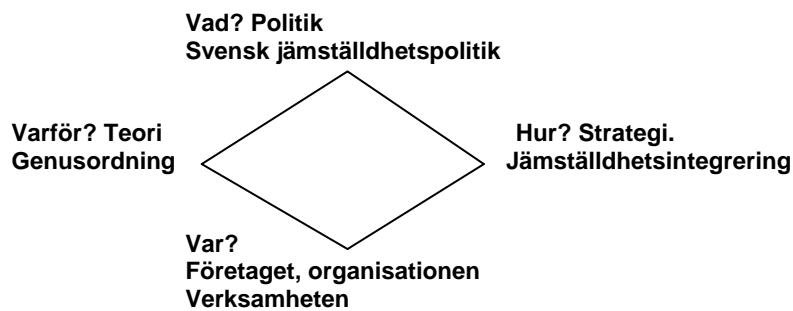 Vad? Politik
Svensk jämställdhetspolitik
Varför? Teori
Genusordning
Hur? Strategi.
Jämställdhetsintegrering
Var?
Företaget, organisationen
Verksamheten